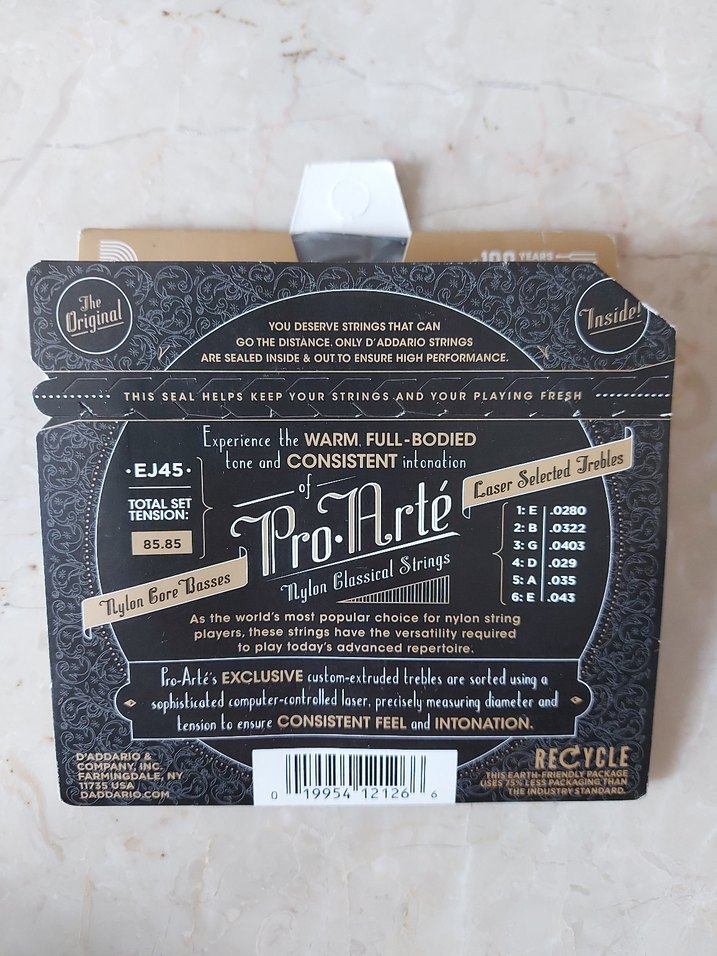 100 YEARS
The
Original
Inside!
YOU DESERVE STRINGS THAT CAN
GO THE DISTANCE. ONLY D'ADDARIO STRINGS
ARE SEALED INSIDE & OUT TO ENSURE HIGH PERFORMANCE.
THIS SEAL HELPS KEEP YOUR STRINGS AND YOUR PLAYING FRESH
Experience the WARM, FULL-BODIED
tone and CONSISTENT intonation
of
Pro·Arté
Nylon Classical Strings
·EJ45·
TOTAL SET
TENSION:
85.85
Nylon Core Basses
Laser Selected Trebles
1: E .0280
2: B .0322
3: G .0403
4: D .029
5: A .035
6: E .043
As the world's most popular choice for nylon string
players, these strings have the versatility required
to play today's advanced repertoire.
Pro-Arté's EXCLUSIVE custom-extruded trebles are sorted using a
sophisticated computer-controlled laser, precisely measuring diameter and
tension to ensure CONSISTENT FEEL and INTONATION.
D'ADDARIO &
COMPANY, INC.
FARMINGDALE, NY
11735 USA
DADDARIO.COM
0 19954 12126 6
RECYCLE
THIS EARTH-FRIENDLY PACKAGE
USES 75% LESS PACKAGING THAN
THE INDUSTRY STANDARD.